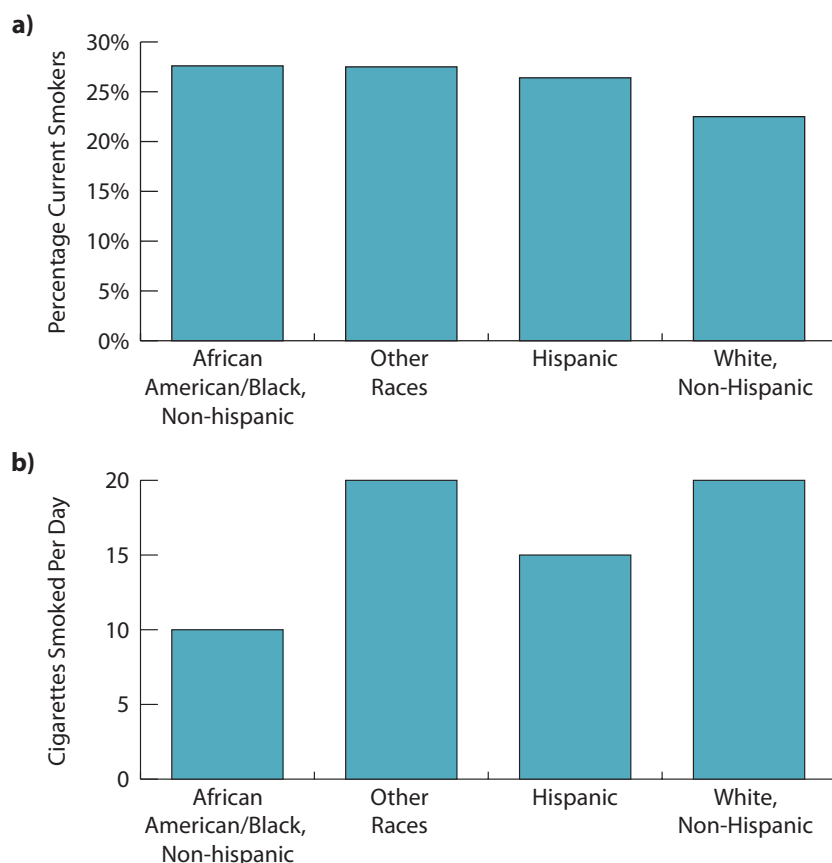 a)
Percentage Current Smokers
30%
25%
20%
15%
10%
5%
0%
African
American/Black,
Non-hispanic
Other
Races
Hispanic
White,
Non-Hispanic
b)
Cigarettes Smoked Per Day
20
15
10
5
0
African
American/Black,
Non-hispanic
Other
Races
Hispanic
White,
Non-Hispanic